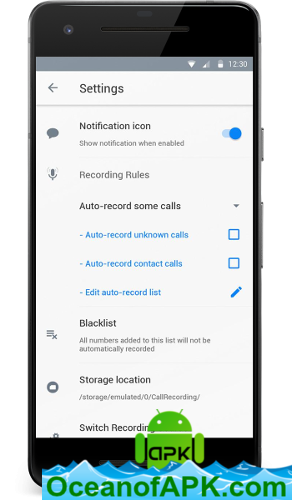 12:30
Settings
Notification icon
Show notification when enabled
Recording Rules
Auto-record some calls
- Auto-record unknown calls
- Auto-record contact calls
- Edit auto-record list
Blacklist
All numbers added to this list will not be
automatically recorded
Storage location
/storage/emulated/0/CallRecording/
Switch Recording
apk
OceanofAPK.com